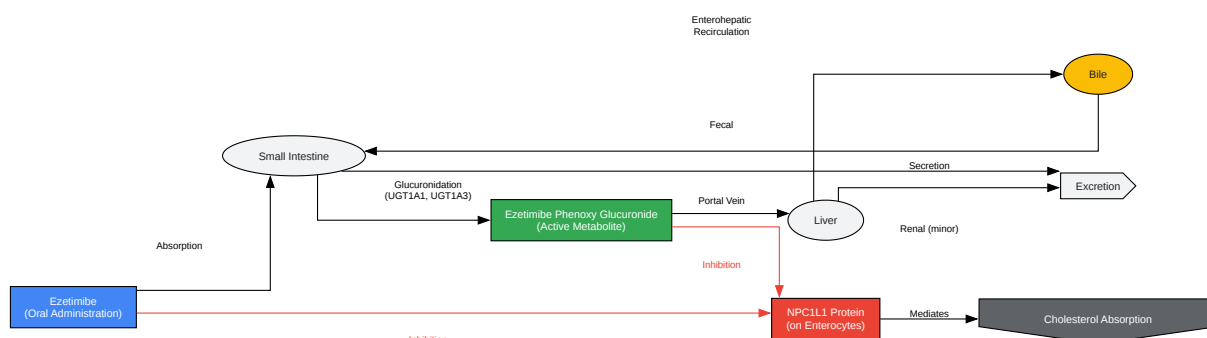 Enterohepatic
Recirculation
Bile
Fecal
Small Intestine
Secretion
Glucuronidation
(UGT1A1, UGT1A3)
Excretion
Portal Vein
Ezetimibe Phenoxy Glucuronide
(Active Metabolite)
Liver
Renal (minor)
Absorption
Inhibition
Ezetimibe
(Oral Administration)
NPC1L1 Protein
(on Enterocytes)
Mediates
Cholesterol Absorption